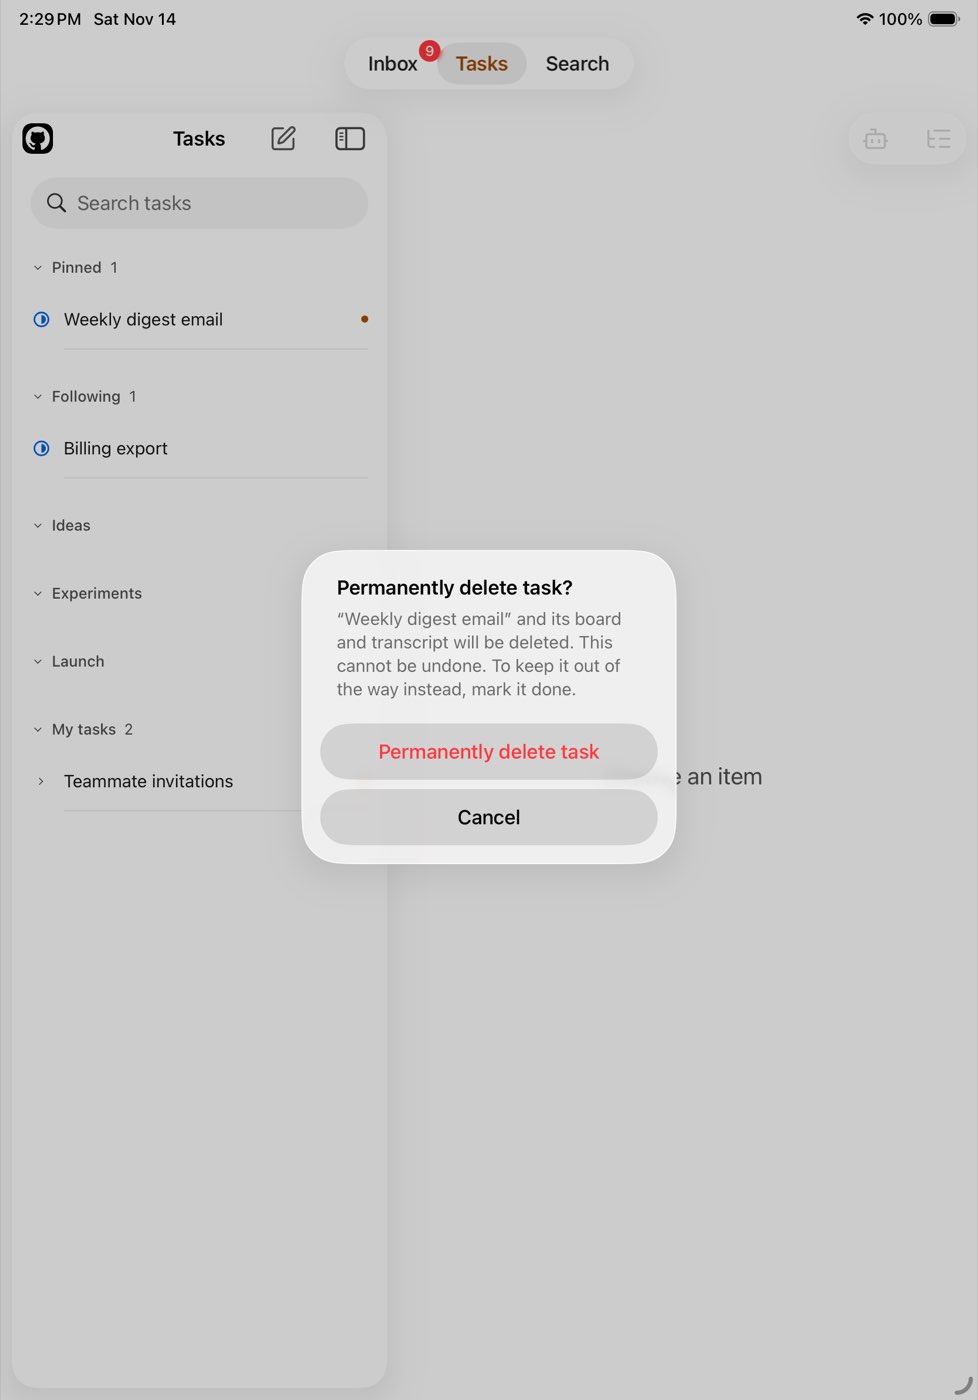 2:29 PM Sat Nov 14
100%
Inbox 9 Tasks Search
Tasks
Search tasks
Pinned 1
Weekly digest email
Following 1
Billing export
Ideas
Experiments
Launch
My tasks 2
Teammate invitations
an item
Permanently delete task?
“Weekly digest email” and its board
and transcript will be deleted. This
cannot be undone. To keep it out of
the way instead, mark it done.
Permanently delete task
Cancel